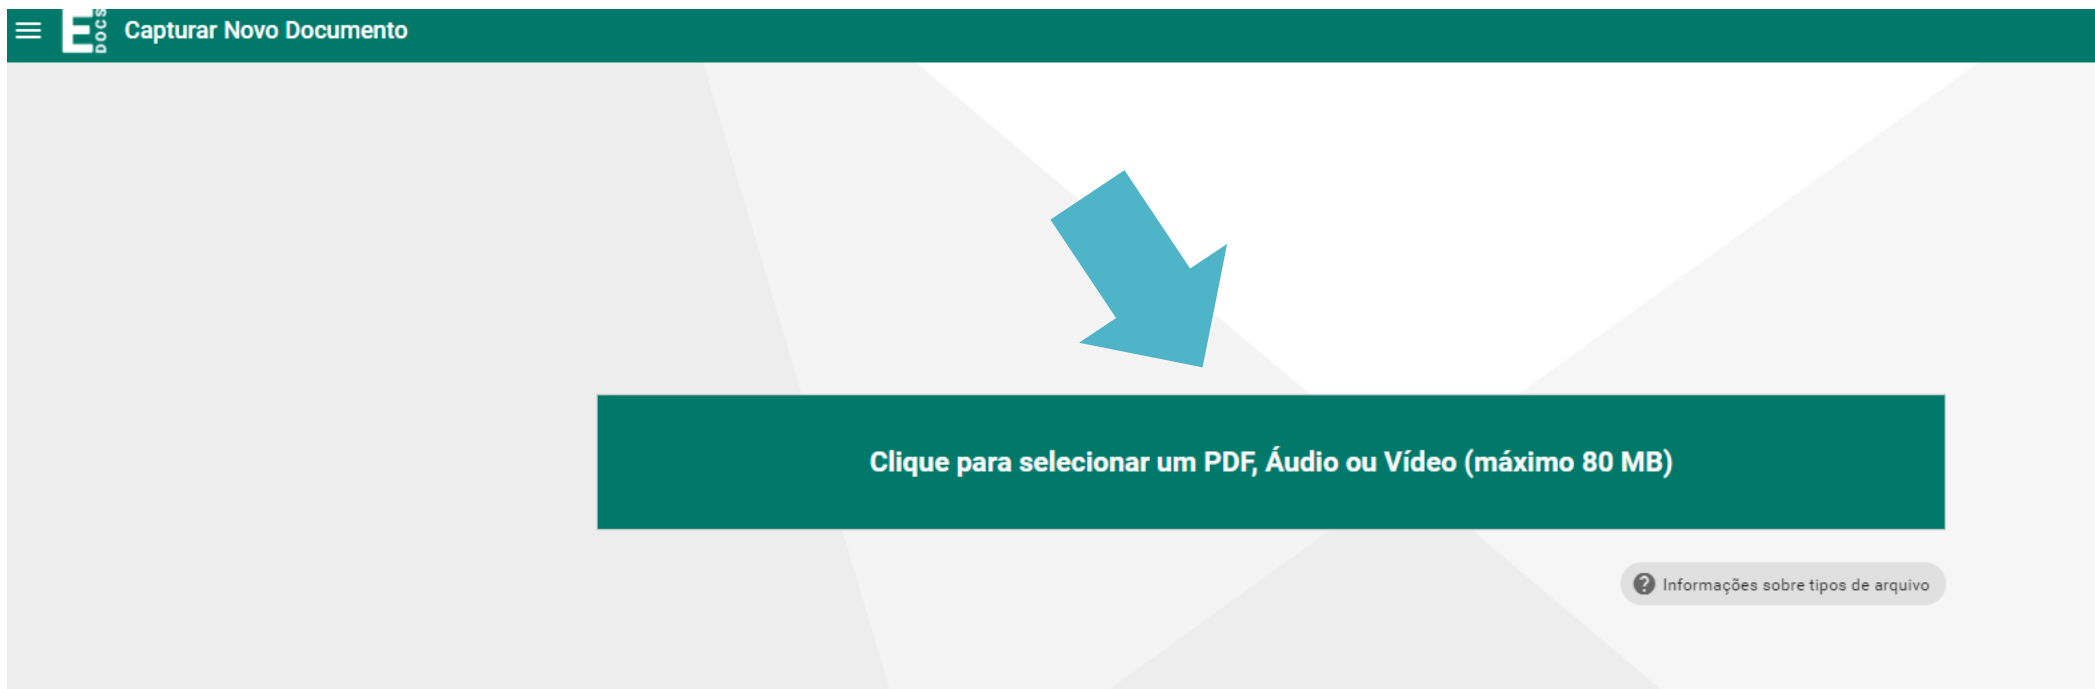 E DOCS Capturar Novo Documento
Clique para selecionar um PDF, Áudio ou Vídeo (máximo 80 MB)
Informações sobre tipos de arquivo